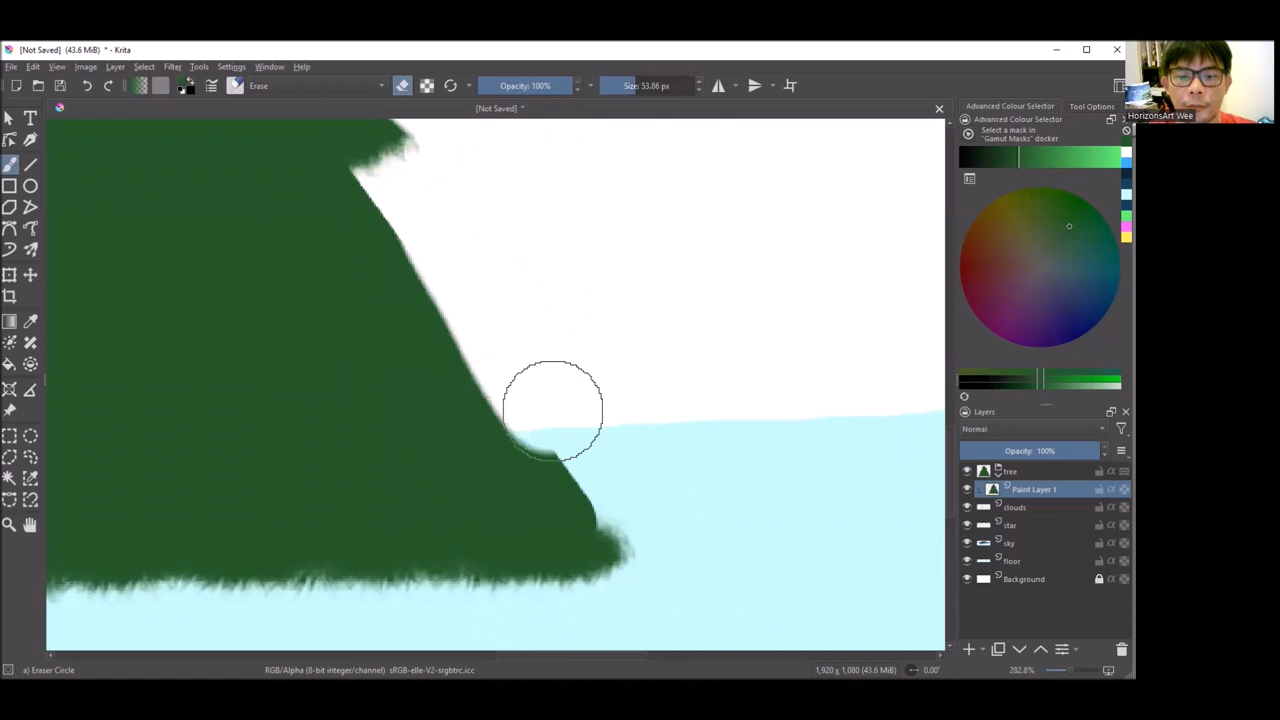 [Not Saved] (43.6 MiB) * - Krita
File Edit View Image Layer Select Filter Tools Settings Window Help
Erase Opacity: 100% Size: 53.86 px
HorizonsArt Wee
[Not Saved] *
Advanced Colour Selector Tool Options
Advanced Colour Selector
Select a mask in
"Gamut Masks" docker
Layers
Normal
Opacity: 100%
tree
Paint Layer 1
clouds
star
sky
floor
Background
a) Eraser Circle RGB/Alpha (8-bit integer/channel) sRGB-elle-V2-srgbtrc.icc 1,920 x 1,080 (43.6 MiB) 0.00° 282.8%